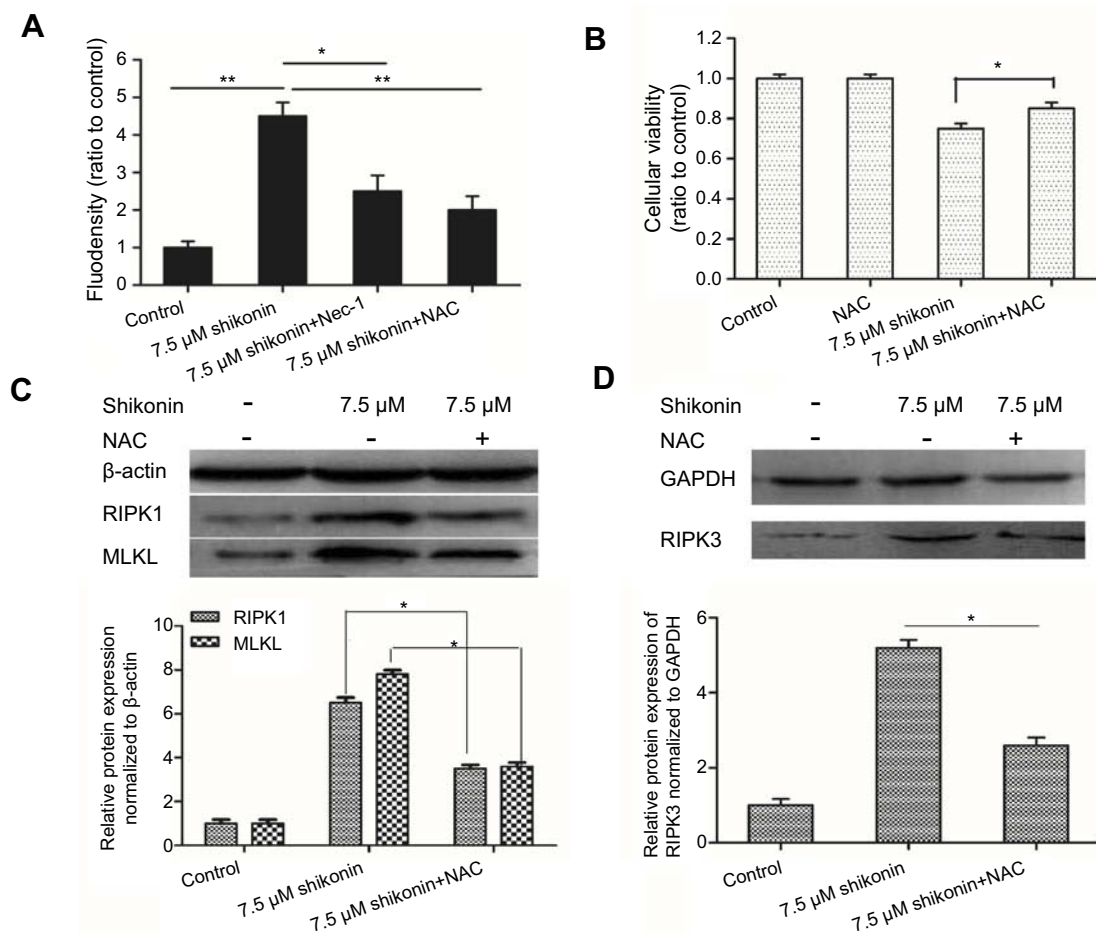 A
Fluodensity (ratio to control)
6
5
4
3
2
1
0
**
*
**
Control
7.5 μM shikonin
7.5 μM shikonin+Nec-1
7.5 μM shikonin+NAC
B
Cellular viability
(ratio to control)
1.2
1.0
0.8
0.6
0.4
0.2
0.0
*
Control
NAC
7.5 μM shikonin
7.5 μM shikonin+NAC
C
Shikonin - 7.5 μM 7.5 μM
NAC - - +
β-actin
RIPK1
MLKL
Relative protein expression
normalized to β-actin
10
8
6
4
2
0
RIPK1
MLKL
*
*
Control
7.5 μM shikonin
7.5 μM shikonin+NAC
D
Shikonin - 7.5 μM 7.5 μM
NAC - - +
GAPDH
RIPK3
Relative protein expression of
RIPK3 normalized to GAPDH
6
4
2
0
*
Control
7.5 μM shikonin
7.5 μM shikonin+NAC